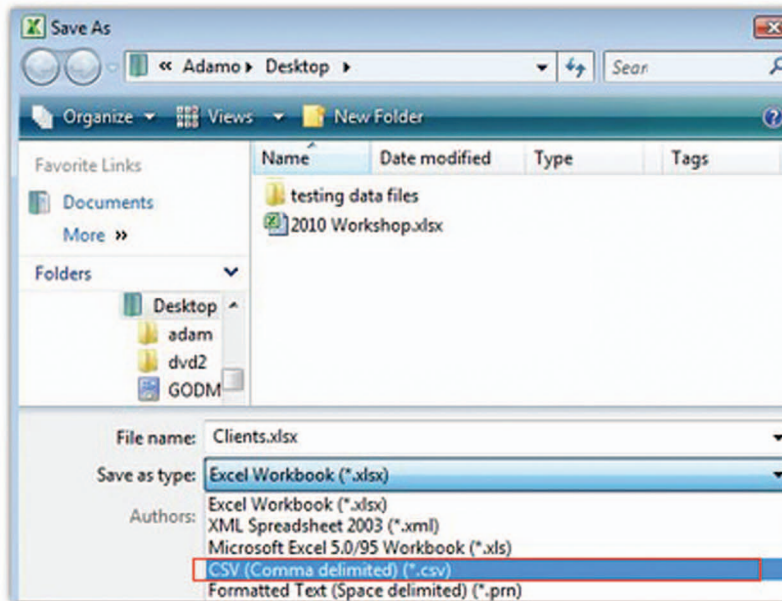 Save As
« Adamo ▸ Desktop ▸
Sear
Organize Views New Folder
Favorite Links
Documents
More »
Folders
Desktop
adam
dvd2
GODM
Name Date modified Type Tags
testing data files
2010 Workshop.xlsx
File name: Clients.xlsx
Save as type: Excel Workbook (*.xlsx)
Authors:
Excel Workbook (*.xlsx)
XML Spreadsheet 2003 (*.xml)
Microsoft Excel 5.0/95 Workbook (*.xls)
CSV (Comma delimited) (*.csv)
Formatted Text (Space delimited) (*.prn)